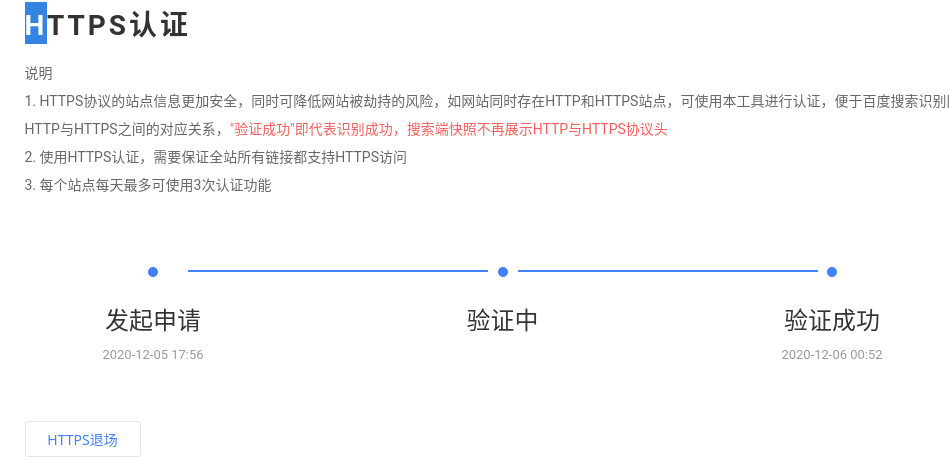 HTTPS认证
说明
1. HTTPS协议的站点信息更加安全，同时可降低网站被劫持的风险，如网站同时存在HTTP和HTTPS站点，可使用本工具进行认证，便于百度搜索识别
HTTP与HTTPS之间的对应关系，"验证成功"即代表识别成功，搜索端快照不再展示HTTP与HTTPS协议头
2. 使用HTTPS认证，需要保证全站所有链接都支持HTTPS访问
3. 每个站点每天最多可使用3次认证功能
发起申请 验证中 验证成功
2020-12-05 17:56 2020-12-06 00:52
HTTPS退场